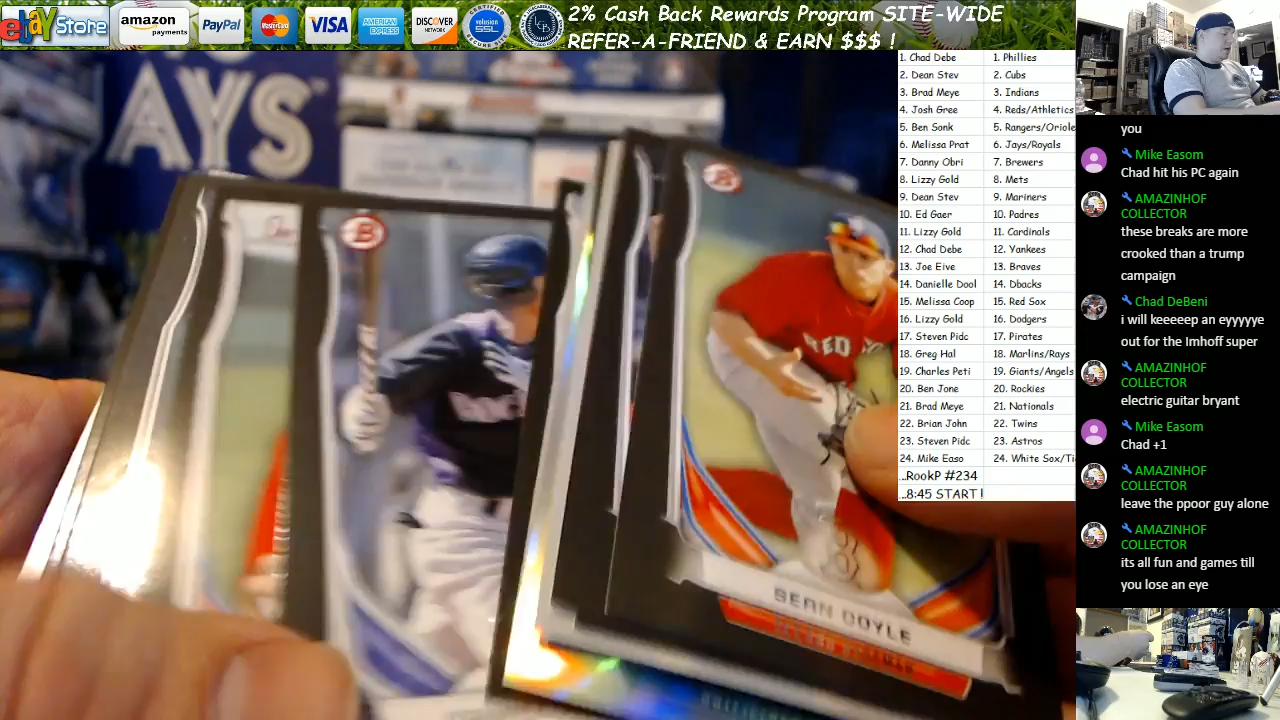 ebay Store
amazon
payments
PayPal
MasterCard
VISA
AMERICAN
EXPRESS
DISCOVER
NETWORK
volusion
SSL
2% Cash Back Rewards Program SITE-WIDE
REFER-A-FRIEND & EARN $$$ !
1. Chad Debe 1. Phillies
2. Dean Stev 2. Cubs
3. Brad Meye 3. Indians
4. Josh Gree 4. Reds/Athletics
5. Ben Sonk 5. Rangers/Oriole
6. Melissa Prat 6. Jays/Royals
7. Danny Obri 7. Brewers
8. Lizzy Gold 8. Mets
9. Dean Stev 9. Mariners
10. Ed Gaer 10. Padres
11. Lizzy Gold 11. Cardinals
12. Chad Debe 12. Yankees
13. Joe Eive 13. Braves
14. Danielle Dool 14. Dbacks
15. Melissa Coop 15. Red Sox
16. Lizzy Gold 16. Dodgers
17. Steven Pidc 17. Pirates
18. Greg Hal 18. Marlins/Rays
19. Charles Peti 19. Giants/Angels
20. Ben Jone 20. Rockies
21. Brad Meye 21. Nationals
22. Brian John 22. Twins
23. Steven Pidc 23. Astros
24. Mike Easo 24. White Sox/Ti
...RookP #234
...8:45 START!
you
Mike Easom
Chad hit his PC again
AMAZINHOF
COLLECTOR
these breaks are more
crooked than a trump
campaign
Chad DeBeni
i will keeeeep an eyyyyye
out for the Imhoff super
AMAZINHOF
COLLECTOR
electric guitar bryant
Mike Easom
Chad +1
AMAZINHOF
COLLECTOR
leave the ppoor guy alone
AMAZINHOF
COLLECTOR
its all fun and games till
you lose an eye
AYS
B
RED SO
SEAN COYLE